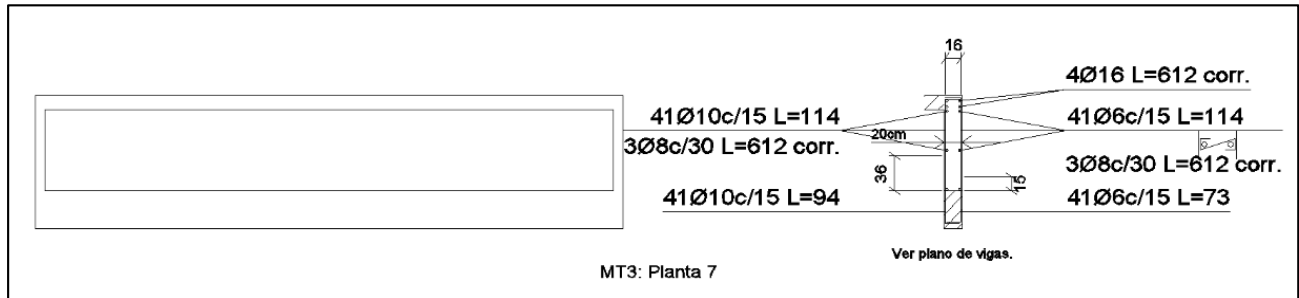 16
4Ø16 L=612 corr.
41Ø10c/15 L=114
41Ø6c/15 L=114
20cm
3Ø8c/30 L=612 corr.
36
3Ø8c/30 L=612 corr.
15
41Ø10c/15 L=94
41Ø6c/15 L=73
Ver plano de vigas.
MT3: Planta 7